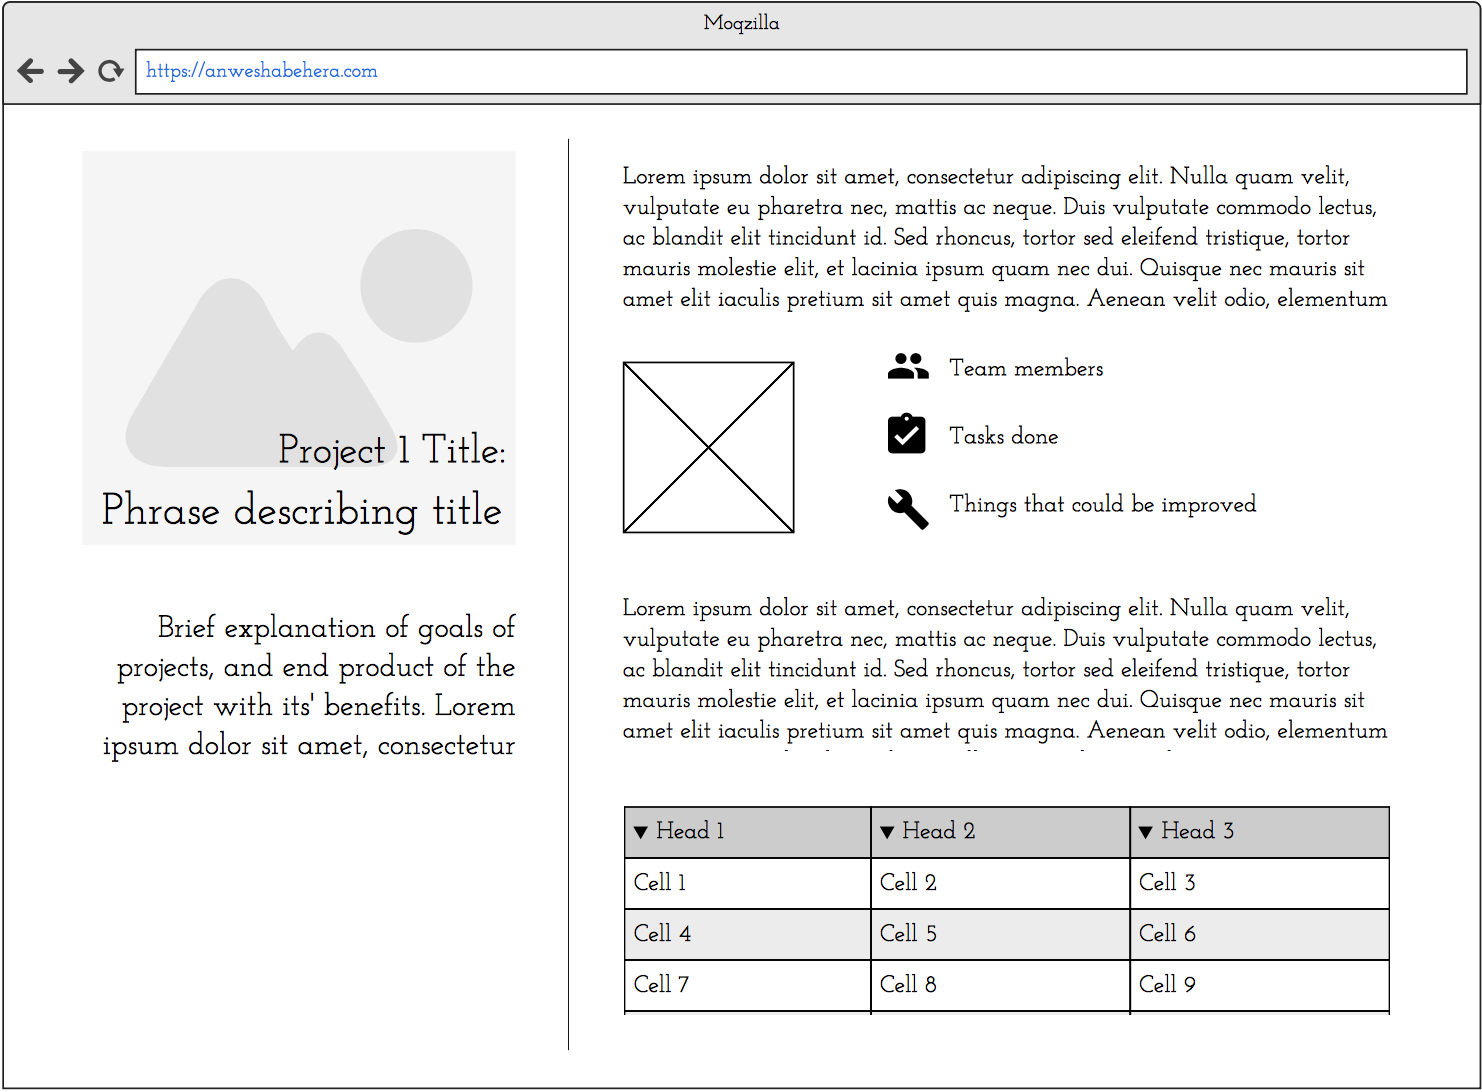 Moqzilla
https://anweshabehera.com
Project 1 Title:
Phrase describing title
Brief explanation of goals of
projects, and end product of the
project with its' benefits. Lorem
ipsum dolor sit amet, consectetur
Lorem ipsum dolor sit amet, consectetur adipiscing elit. Nulla quam velit,
vulputate eu pharetra nec, mattis ac neque. Duis vulputate commodo lectus,
ac blandit elit tincidunt id. Sed rhoncus, tortor sed eleifend tristique, tortor
mauris molestie elit, et lacinia ipsum quam nec dui. Quisque nec mauris sit
amet elit iaculis pretium sit amet quis magna. Aenean velit odio, elementum
Team members
Tasks done
Things that could be improved
Lorem ipsum dolor sit amet, consectetur adipiscing elit. Nulla quam velit,
vulputate eu pharetra nec, mattis ac neque. Duis vulputate commodo lectus,
ac blandit elit tincidunt id. Sed rhoncus, tortor sed eleifend tristique, tortor
mauris molestie elit, et lacinia ipsum quam nec dui. Quisque nec mauris sit
amet elit iaculis pretium sit amet quis magna. Aenean velit odio, elementum
Head 1 Head 2 Head 3
Cell 1 Cell 2 Cell 3
Cell 4 Cell 5 Cell 6
Cell 7 Cell 8 Cell 9